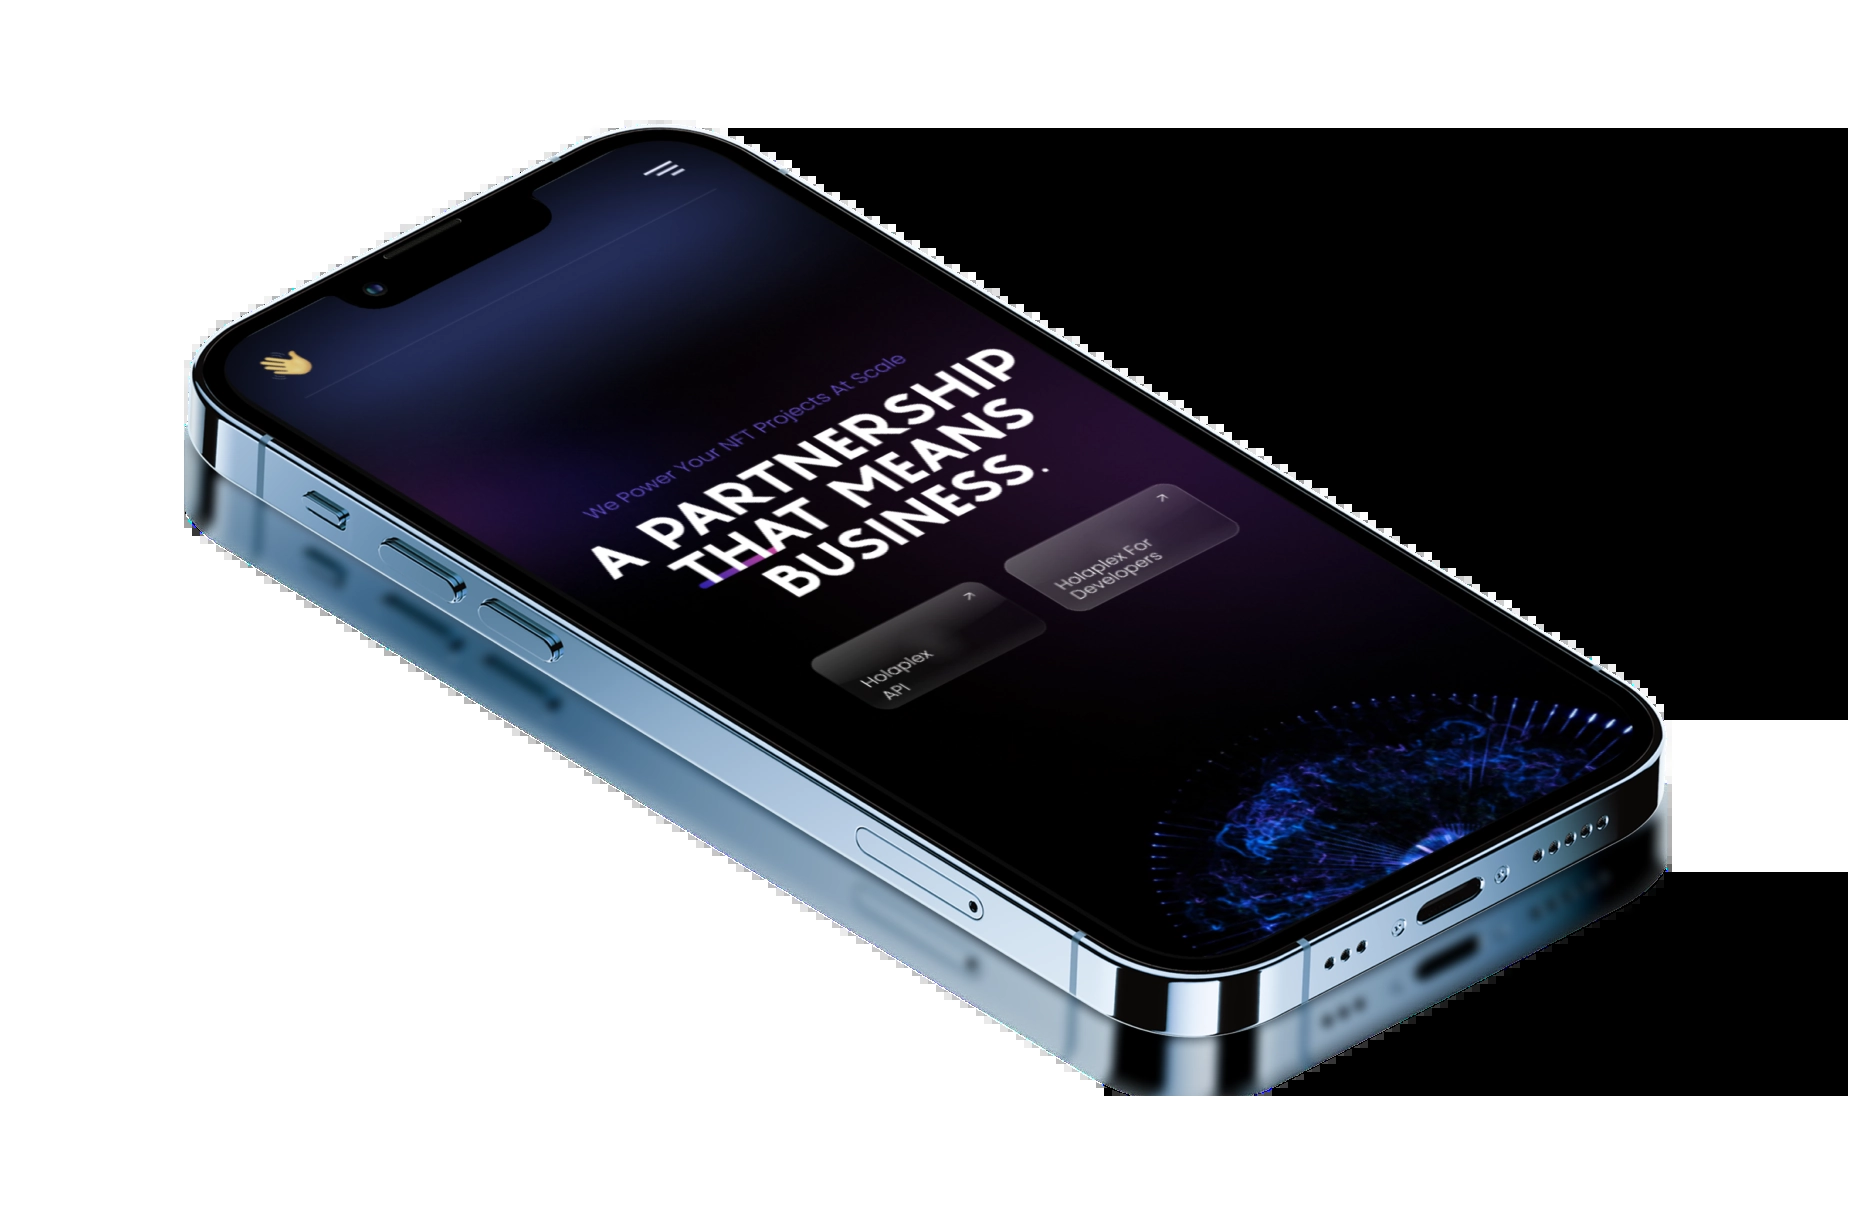 We Power Your NFT Projects At Scale
A PARTNERSHIP
THAT MEANS
BUSINESS.
Holaplex
API
Holaplex For
Developers